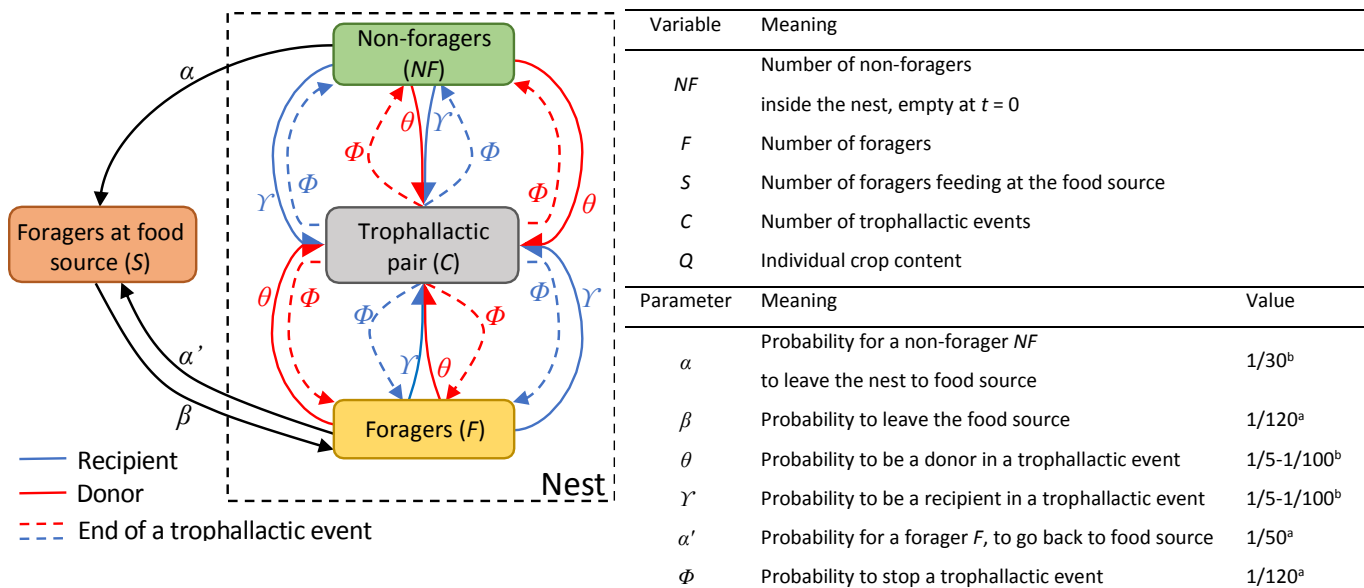 Non-foragers
(NF)
α
θ
ϒ
Φ
Φ
ϒ
Φ
Φ
θ
Foragers at food
source (S)
Trophallactic
pair (C)
θ
Φ
Φ
Φ
Φ
ϒ
α’
ϒ
θ
β
Foragers (F)
Nest
Recipient
Donor
End of a trophallactic event
Variable Meaning
NF Number of non-foragers
inside the nest, empty at t = 0
F Number of foragers
S Number of foragers feeding at the food source
C Number of trophallactic events
Q Individual crop content
Parameter Meaning Value
α Probability for a non-forager NF
to leave the nest to food source 1/30ᵇ
β Probability to leave the food source 1/120ᵃ
θ Probability to be a donor in a trophallactic event 1/5-1/100ᵇ
ϒ Probability to be a recipient in a trophallactic event 1/5-1/100ᵇ
α' Probability for a forager F, to go back to food source 1/50ᵃ
Φ Probability to stop a trophallactic event 1/120ᵃ